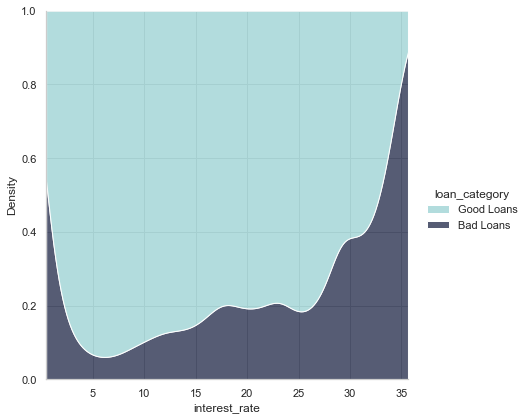 1.0
0.8
0.6
0.4
0.2
0.0
Density
5 10 15 20 25 30 35
interest_rate
loan_category
Good Loans
Bad Loans